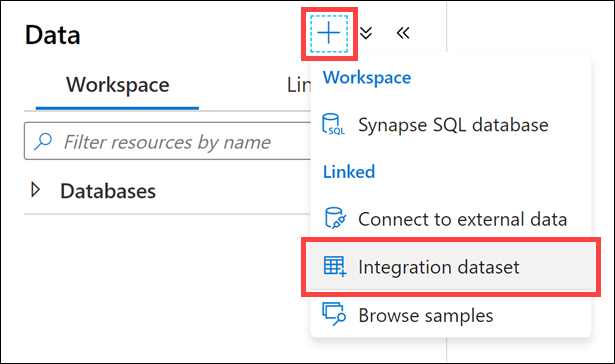 Data
Workspace
Lin
Filter resources by name
Databases
Workspace
SQL
Synapse SQL database
Linked
Connect to external data
Integration dataset
Browse samples